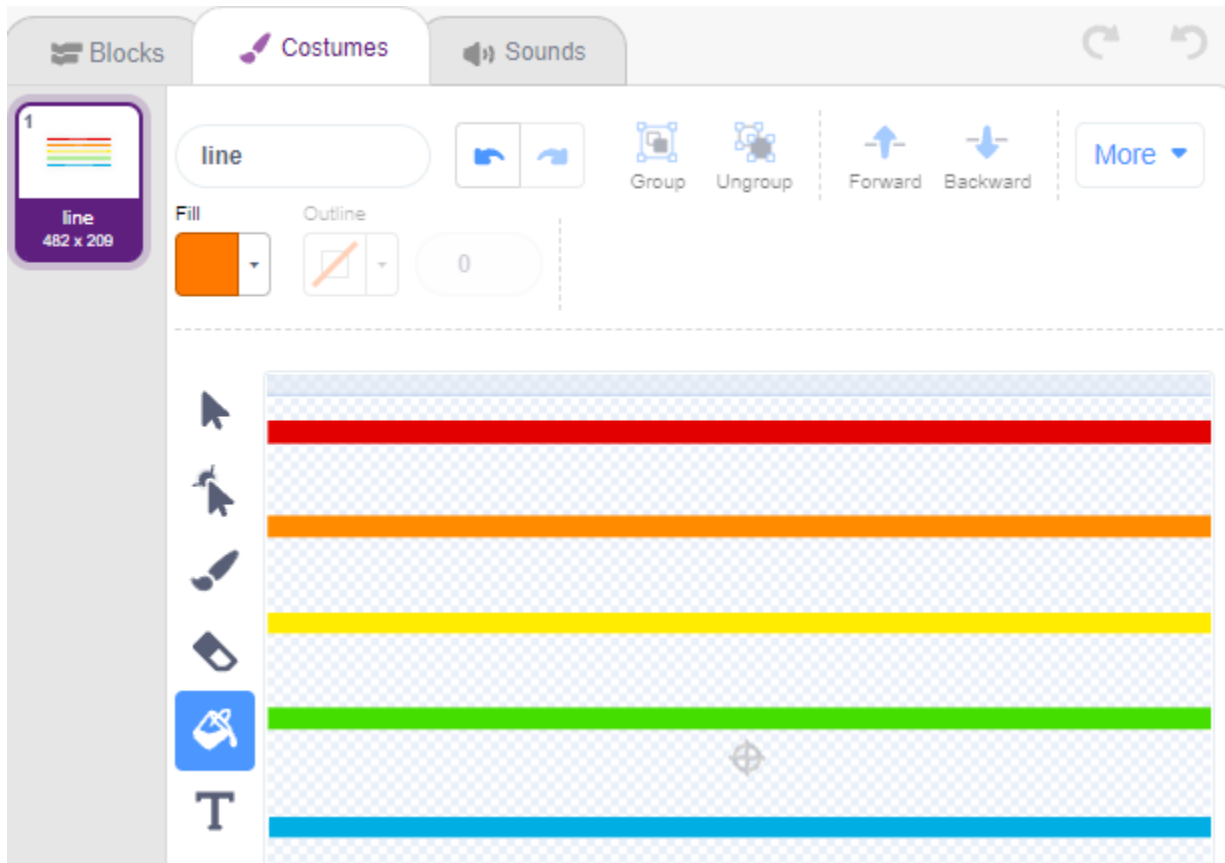 Blocks
Costumes
Sounds
1
line
482 x 209
line
Group
Ungroup
Forward
Backward
More
Fill
Outline
0
T